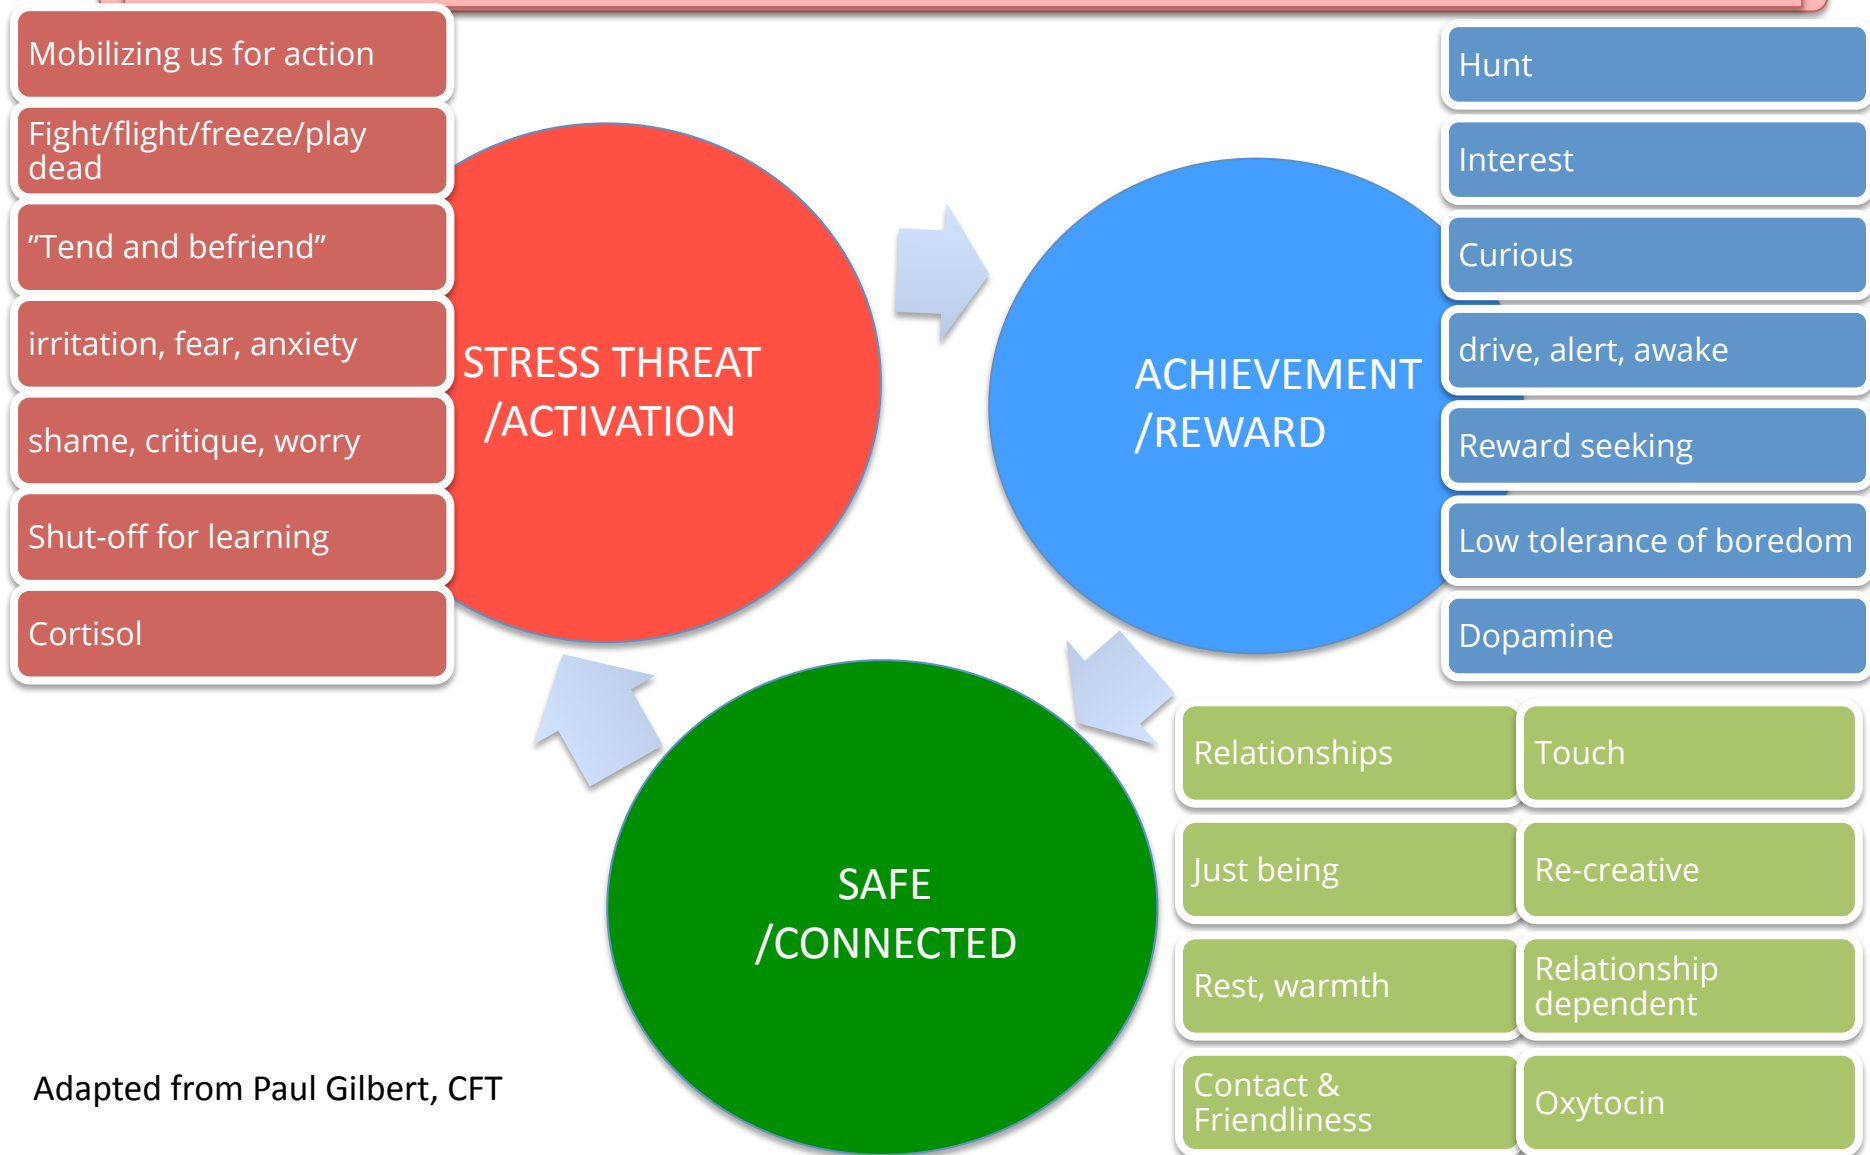 Mobilizing us for action
Fight/flight/freeze/play
dead
”Tend and befriend”
irritation, fear, anxiety
shame, critique, worry
Shut-off for learning
Cortisol
STRESS THREAT
/ACTIVATION
ACHIEVEMENT
/REWARD
Hunt
Interest
Curious
drive, alert, awake
Reward seeking
Low tolerance of boredom
Dopamine
SAFE
/CONNECTED
Relationships
Touch
Just being
Re-creative
Rest, warmth
Relationship
dependent
Contact &
Friendliness
Oxytocin
Adapted from Paul Gilbert, CFT